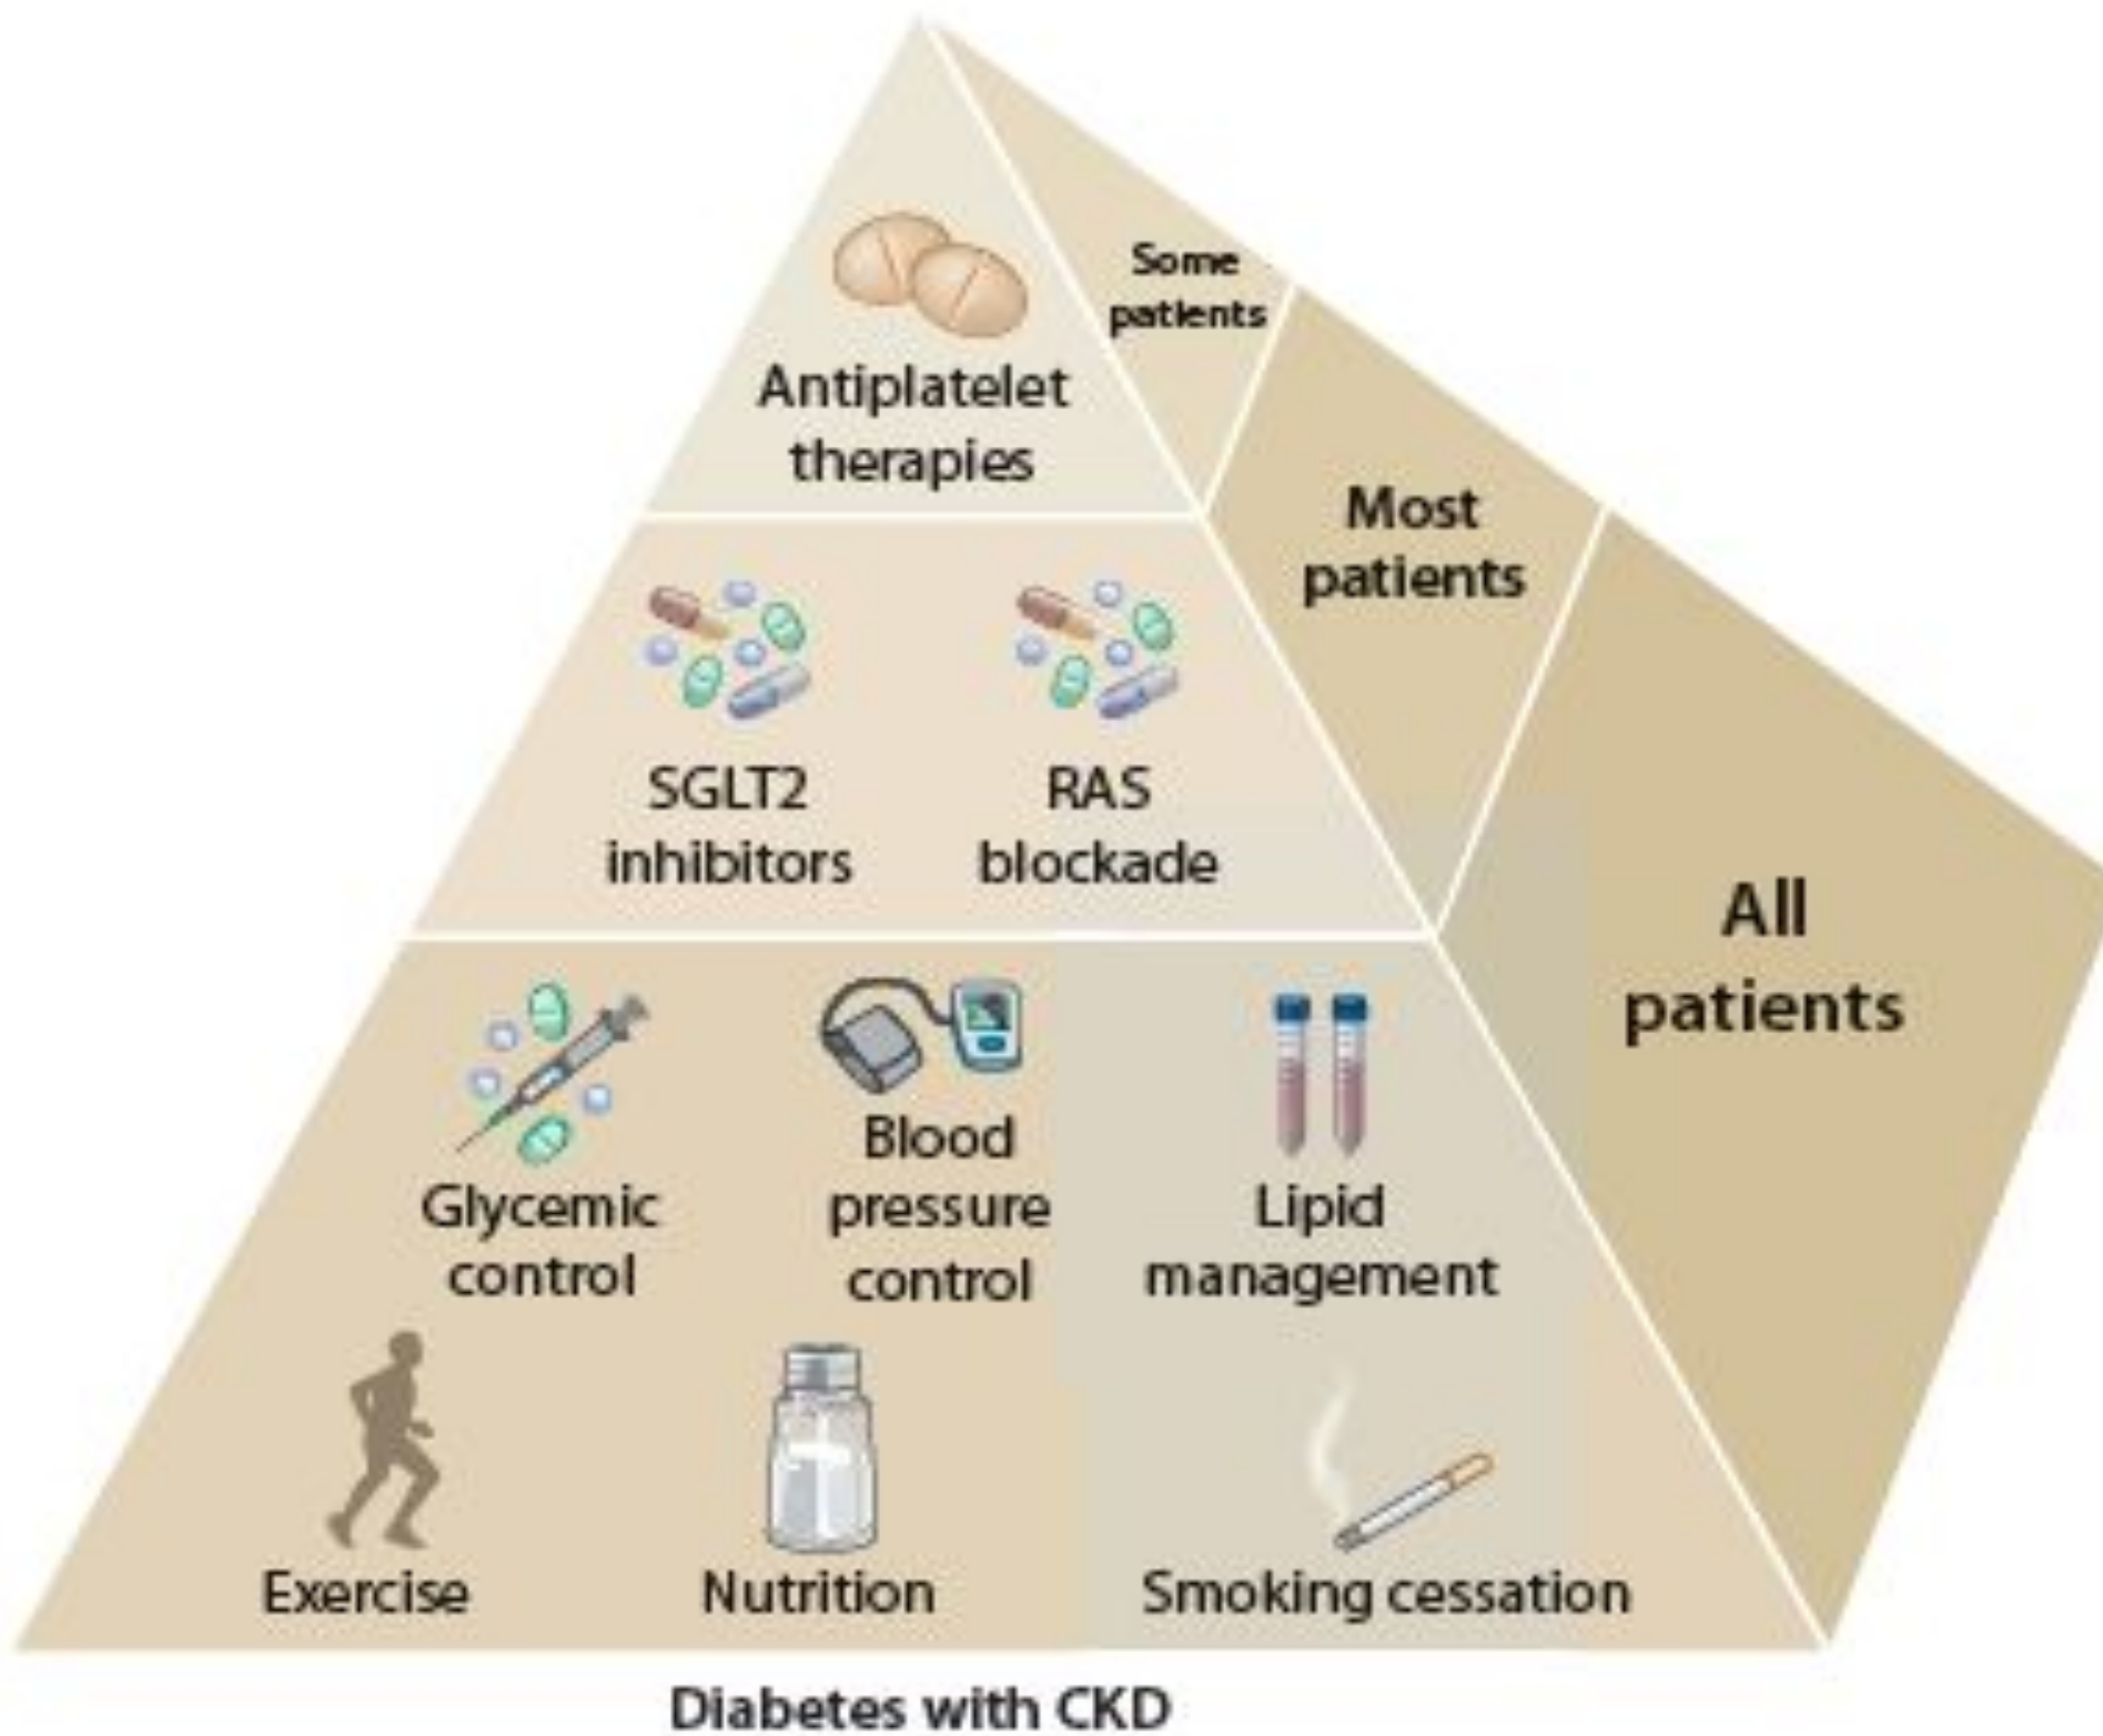 Some
patients
Antiplatelet
therapies
Most
patients
SGLT2
inhibitors
RAS
blockade
All
patients
Glycemic
control
Blood
pressure
control
Lipid
management
Exercise
Nutrition
Smoking cessation
Diabetes with CKD